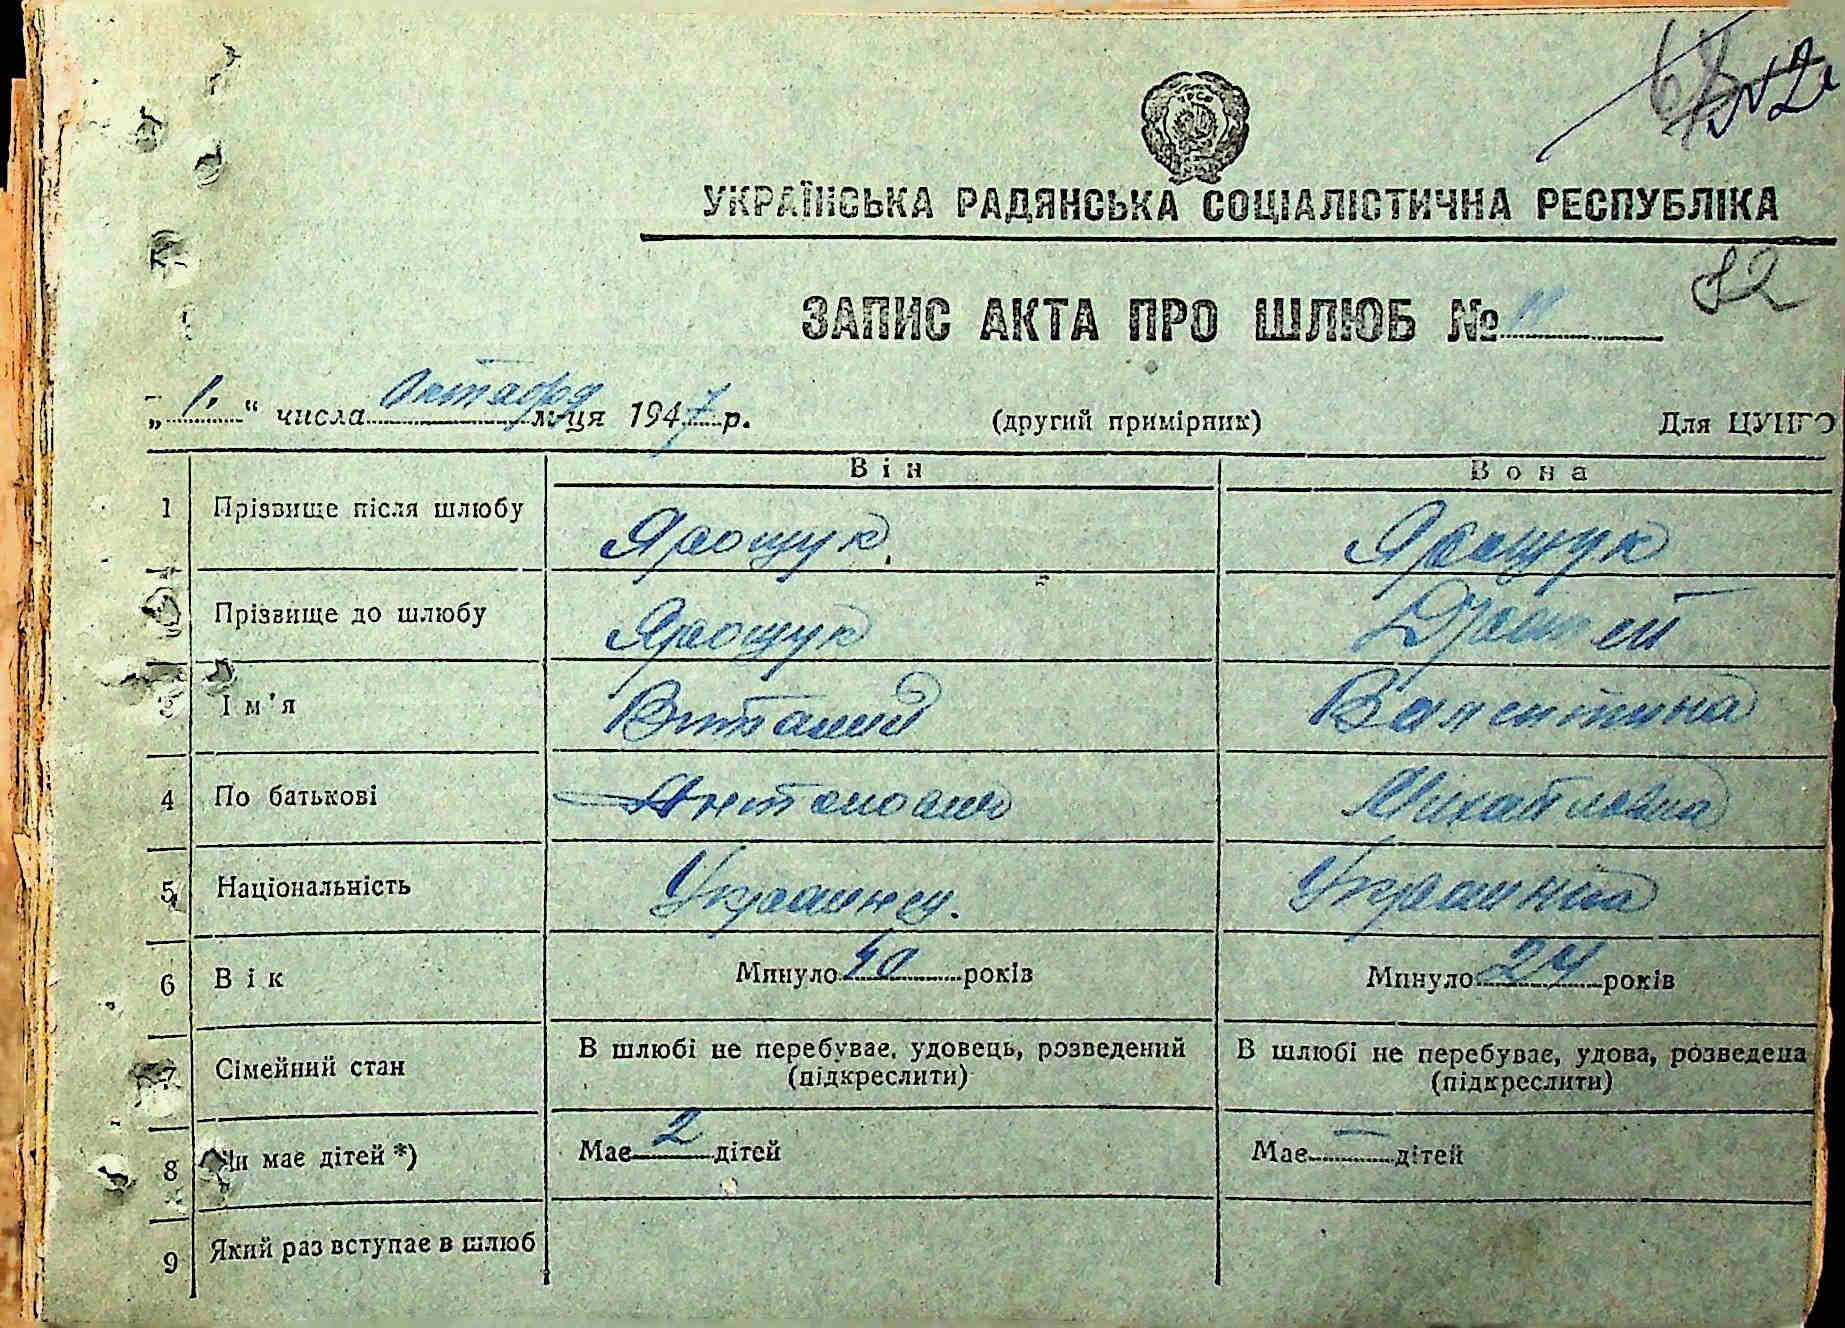 № 2
УКРАЇНСЬКА РАДЯНСЬКА СОЦІАЛІСТИЧНА РЕСПУБЛІКА
82
ЗАПИС АКТА ПРО ШЛЮБ № 11
„ 1. “ числа Октября м-ця 1947 р. (другий примірник) Для ЦУНГО
Він Вона
1 Прізвище після шлюбу Ярощук Ярощук
Прізвище до шлюбу Ярощук
3 Ім'я Виталий Валентина
4 По батькові Антонович Михайловна
5 Національність Украинец. Украинка
6 Вік Минуло 40 років Минуло 24 років
7 Сімейний стан В шлюбі не перебуває, удовець, розведений В шлюбі не перебуває, удова, розведена
(підкреслити) (підкреслити)
8 Чи має дітей *) Має 2 дітей Має — дітей
9 Який раз вступає в шлюб